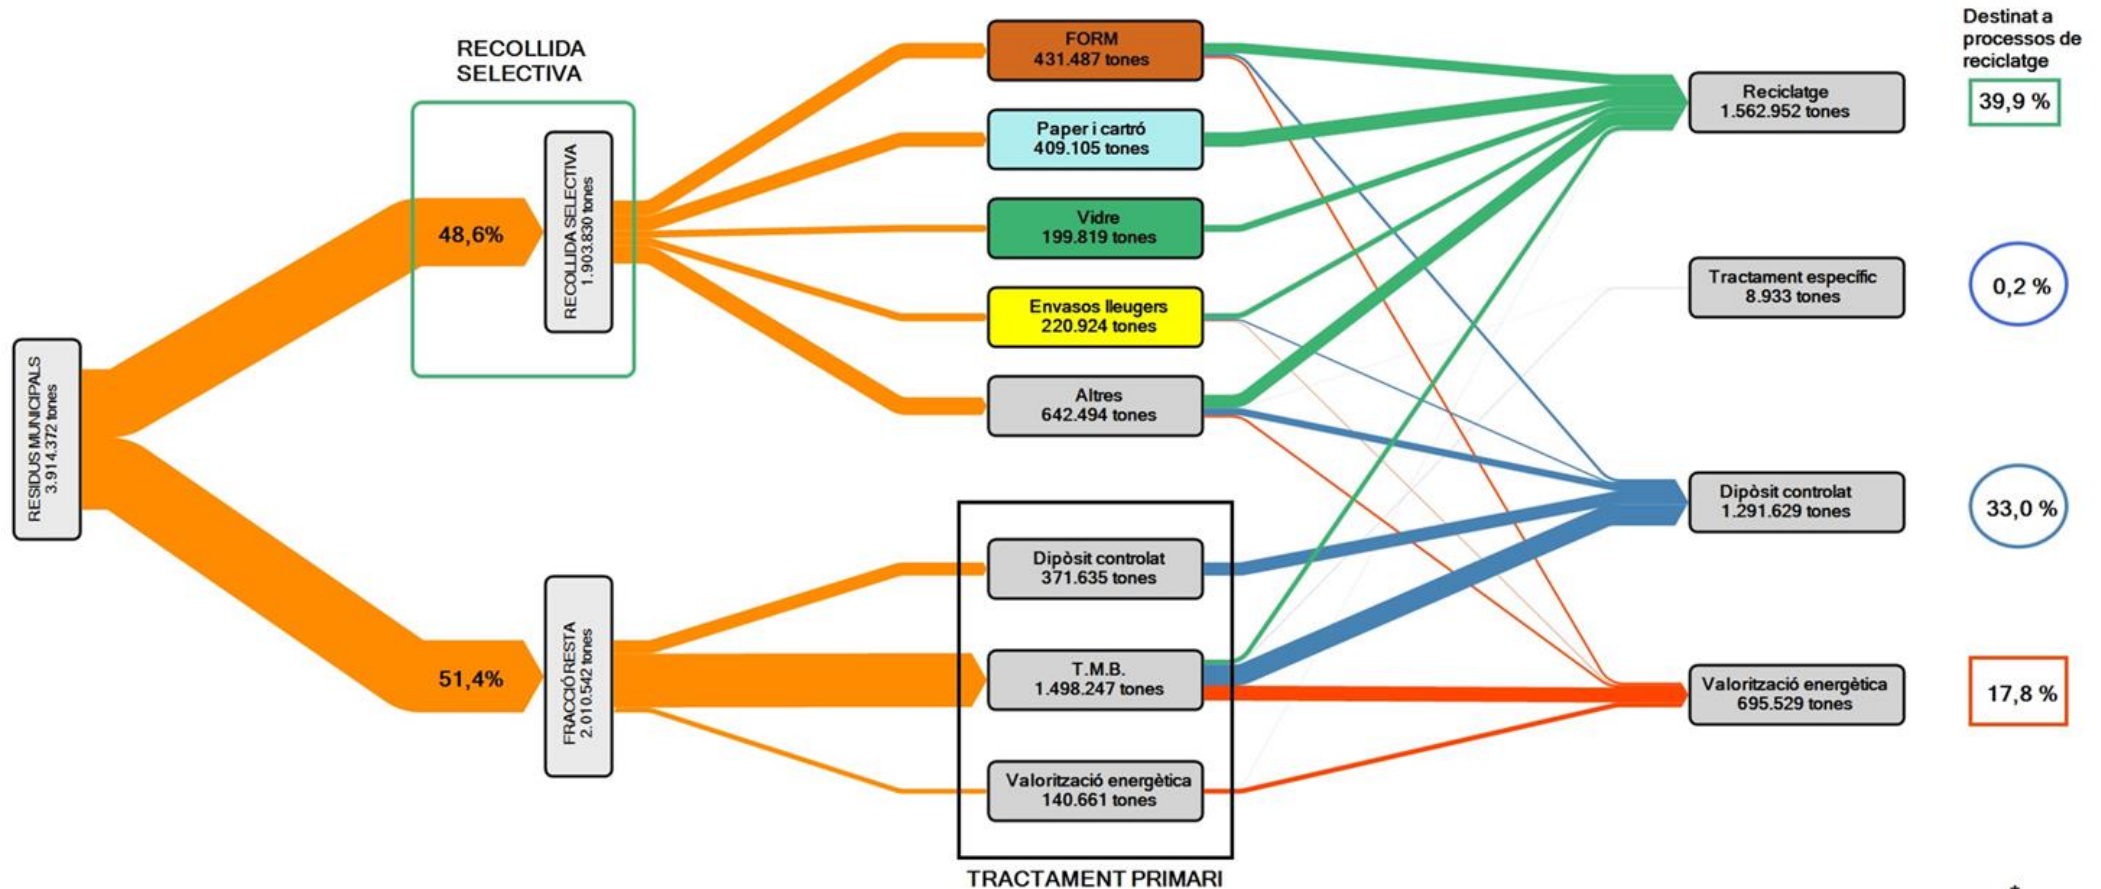 RESIDUS MUNICIPALS
3.914.372 tones
RECOLLIDA
SELECTIVA
48,6%
RECOLLIDA SELECTIVA
1.903.830 tones
51,4%
FRACCIÓ RESTA
2.010.542 tones
FORM
431.487 tones
Paper i cartró
409.105 tones
Vidre
199.819 tones
Envasos lleugers
220.924 tones
Altres
642.494 tones
Dipòsit controlat
371.635 tones
T.M.B.
1.498.247 tones
Valorització energètica
140.661 tones
TRACTAMENT PRIMARI
Reciclatge
1.562.952 tones
Tractament específic
8.933 tones
Dipòsit controlat
1.291.629 tones
Valorització energètica
695.529 tones
Destinat a
processos de
reciclatge
39,9 %
0,2 %
33,0 %
17,8 %
*